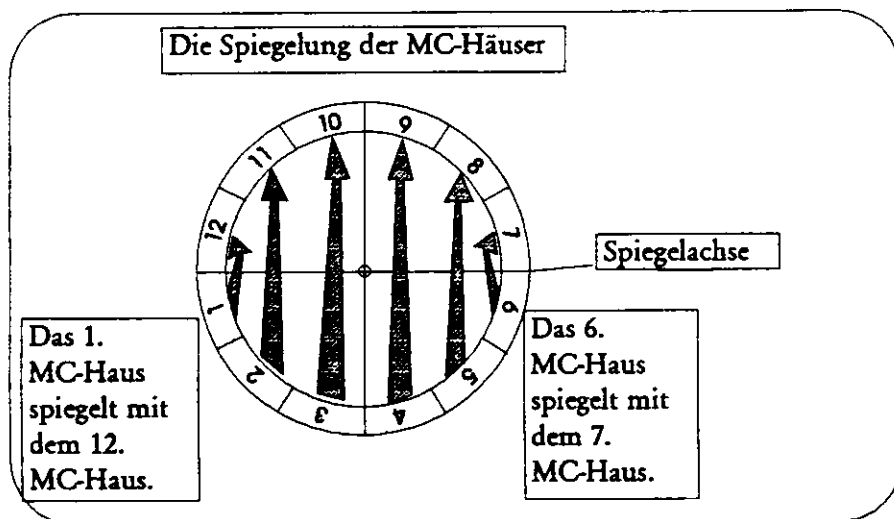 Die Spiegelung der MC-Häuser
10
9
11
8
12
7
Spiegelachse
1
6
2
5
3
4
Das 1.
MC-Haus
spiegelt mit
dem 12.
MC-Haus.
Das 6.
MC-Haus
spiegelt mit
dem 7.
MC-Haus.